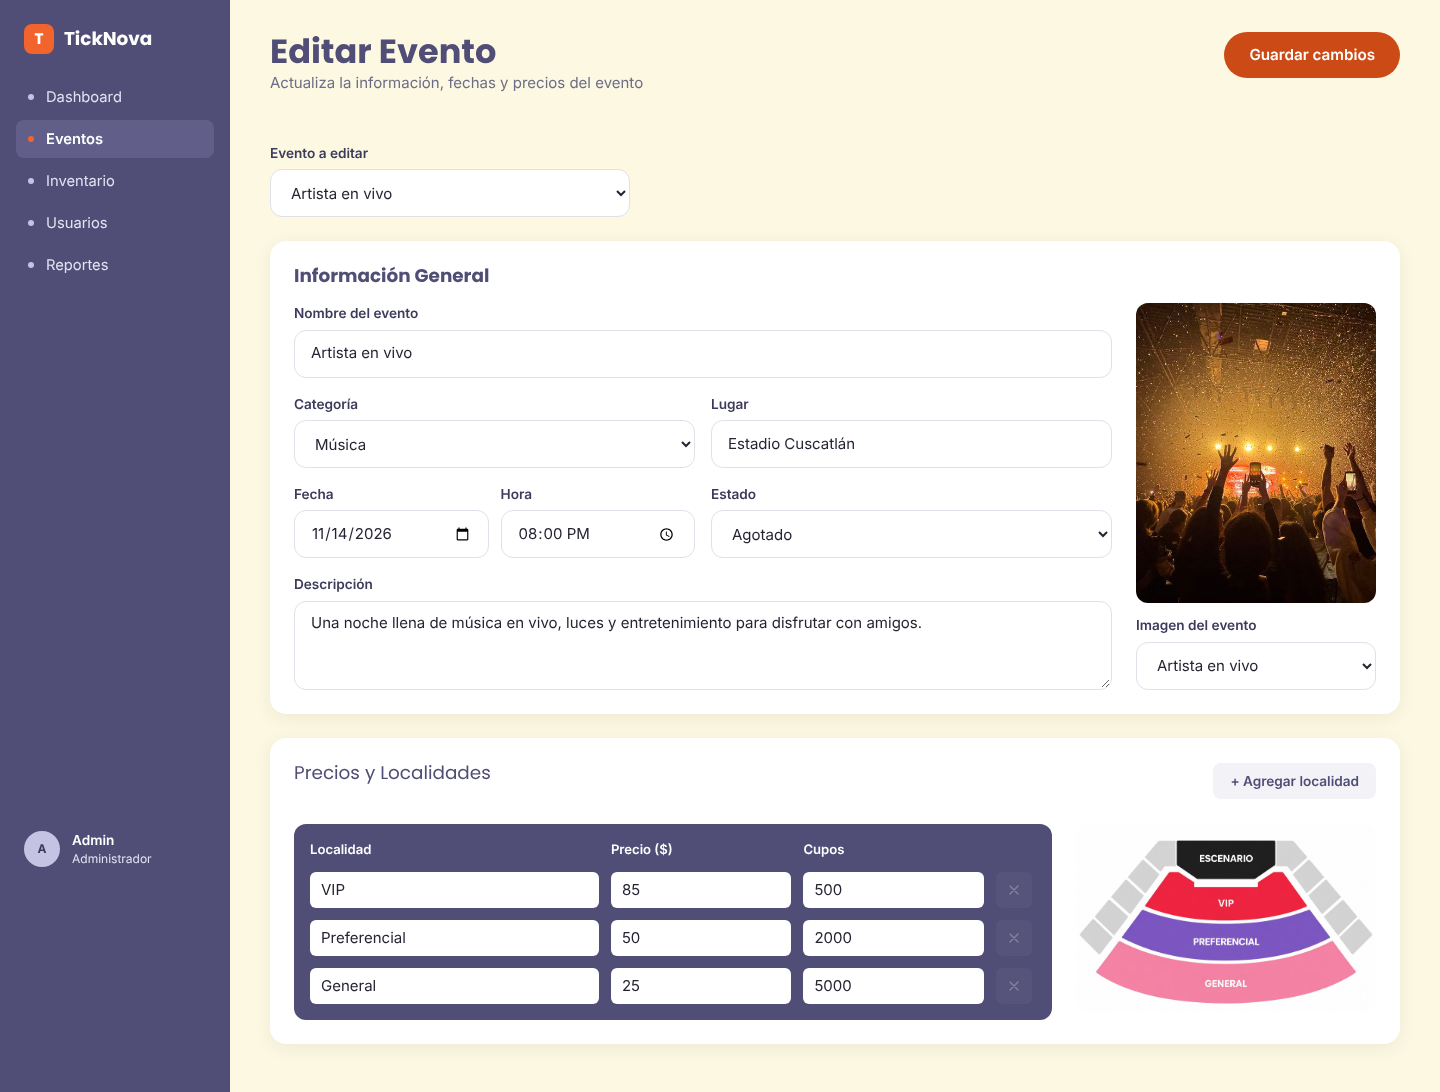 T TickNova
Dashboard
Eventos
Inventario
Usuarios
Reportes
A
Admin
Administrador
Editar Evento
Actualiza la información, fechas y precios del evento
Guardar cambios
Evento a editar
Artista en vivo
Información General
Nombre del evento
Artista en vivo
Categoría
Lugar
Música
Estadio Cuscatlán
Fecha
Hora
Estado
11/14/2026
08:00 PM
Agotado
Descripción
Una noche llena de música en vivo, luces y entretenimiento para disfrutar con amigos.
Imagen del evento
Artista en vivo
Precios y Localidades
+ Agregar localidad
Localidad
Precio ($)
Cupos
VIP
85
500
×
Preferencial
50
2000
×
General
25
5000
×
ESCENARIO
VIP
PREFERENCIAL
GENERAL